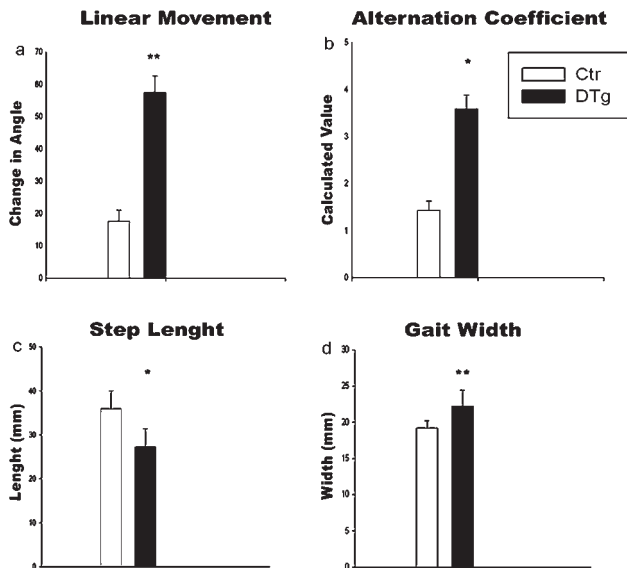 Linear Movement
a
**
Change in Angle
70
60
50
40
30
20
10
0
Alternation Coefficient
b
*
Calculated Value
5
4
3
2
1
0
Ctr
DTg
Step Lenght
c
*
Lenght (mm)
50
40
30
20
10
0
Gait Width
d
**
Width (mm)
30
25
20
15
10
5
0